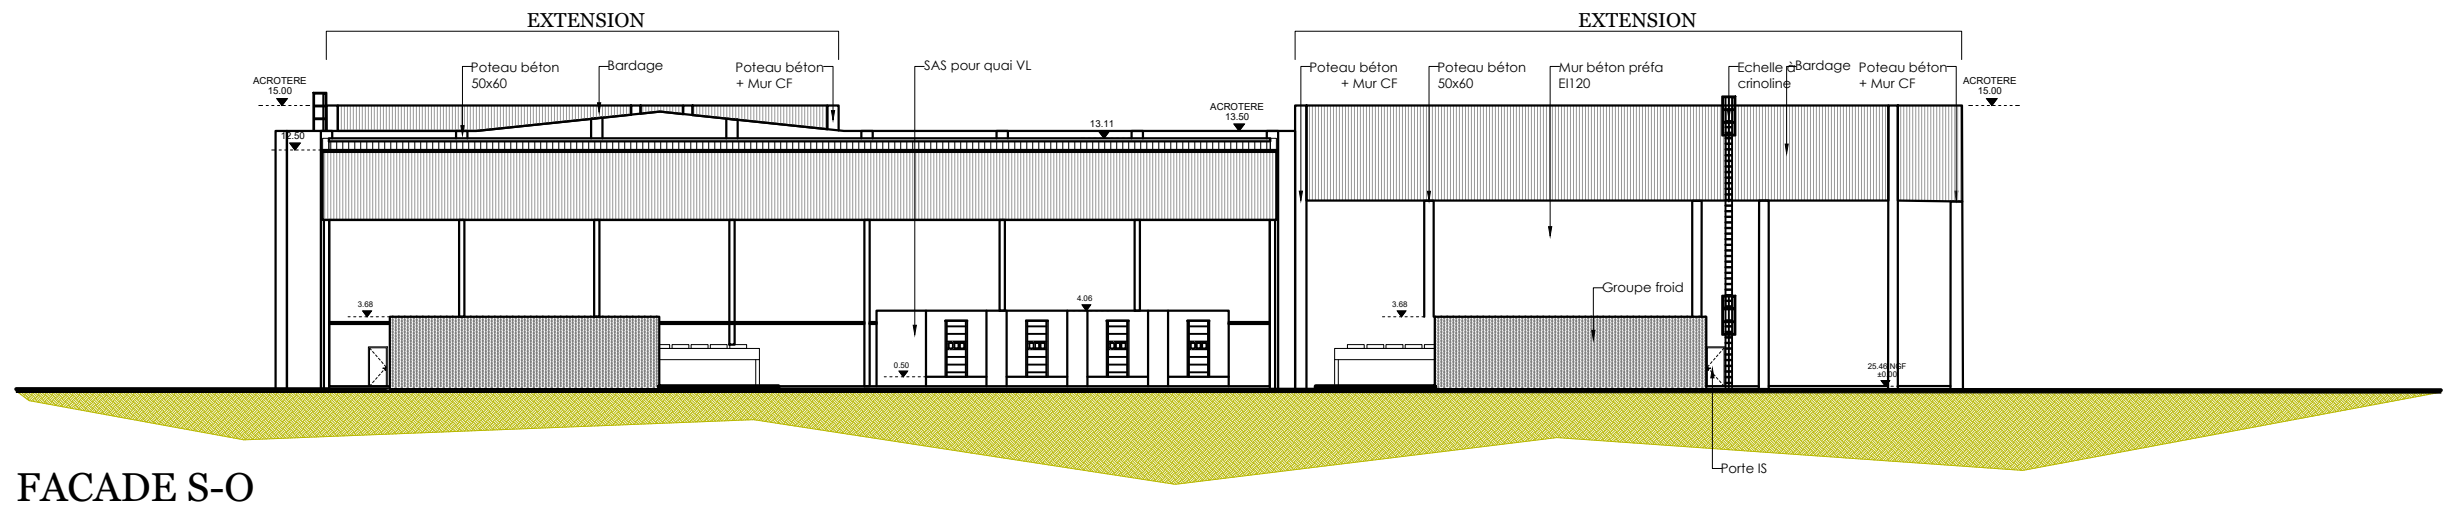 EXTENSION
EXTENSION
Poteau béton
50x60
Bardage
Poteau béton
+ Mur CF
SAS pour quai VL
Poteau béton
+ Mur CF
Poteau béton
50x60
Mur béton préfa
EI120
Echelle à
crinoline
Bardage
Poteau béton
+ Mur CF
ACROTERE
15.00
ACROTERE
15.00
ACROTERE
13.50
13.11
12.50
3.68
4.06
3.68
Groupe froid
0.50
25.46 NGF
±0.00
Porte IS
FACADE S-O